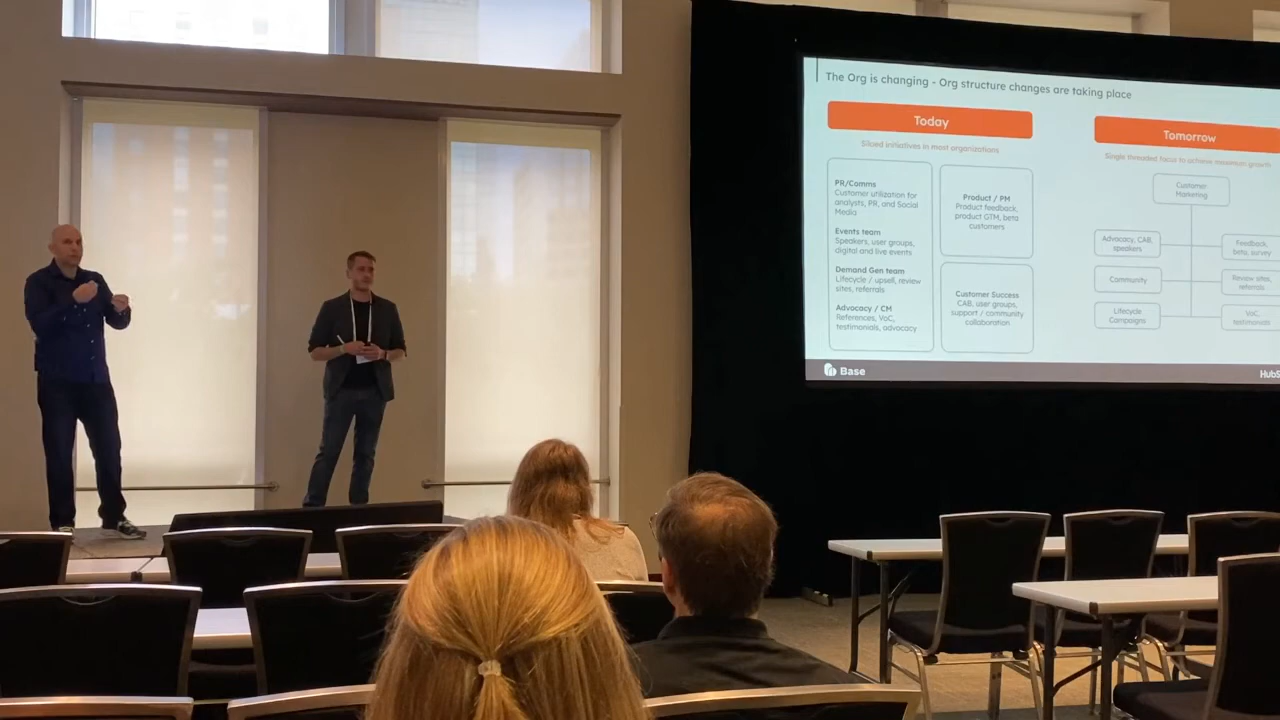 The Org is changing - Org structure changes are taking place
Today
Siloed initiatives in most organizations
PR/Comms
Customer utilization for
analysts, PR, and Social
Media
Events team
Speakers, user groups,
digital and live events
Demand Gen team
Lifecycle / upsell, review
sites, referrals
Advocacy / CM
References, VoC,
testimonials, advocacy
Product / PM
Product feedback,
product GTM, beta
customers
Customer Success
CAB, user groups,
support / community
collaboration
Tomorrow
Single threaded focus to achieve maximum growth
Customer
Marketing
Advocacy, CAB,
speakers
Community
Lifecycle
Campaigns
Feedback,
beta, survey
Review sites,
referrals
VoC,
testimonials
Base
HubS